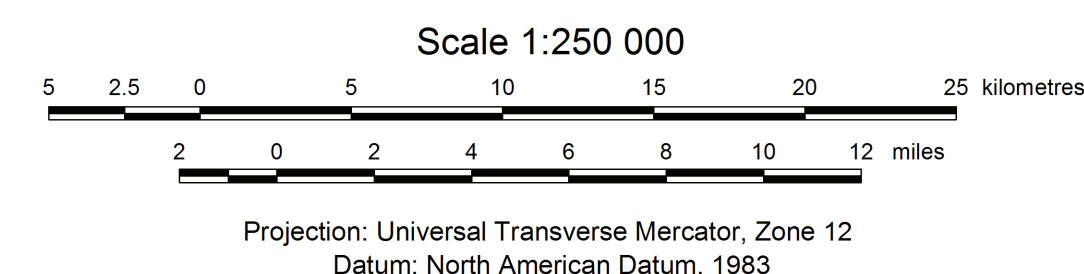 Scale 1:250 000
5 2.5 0 5 10 15 20 25 kilometres
2 0 2 4 6 8 10 12 miles
Projection: Universal Transverse Mercator, Zone 12
Datum: North American Datum, 1983